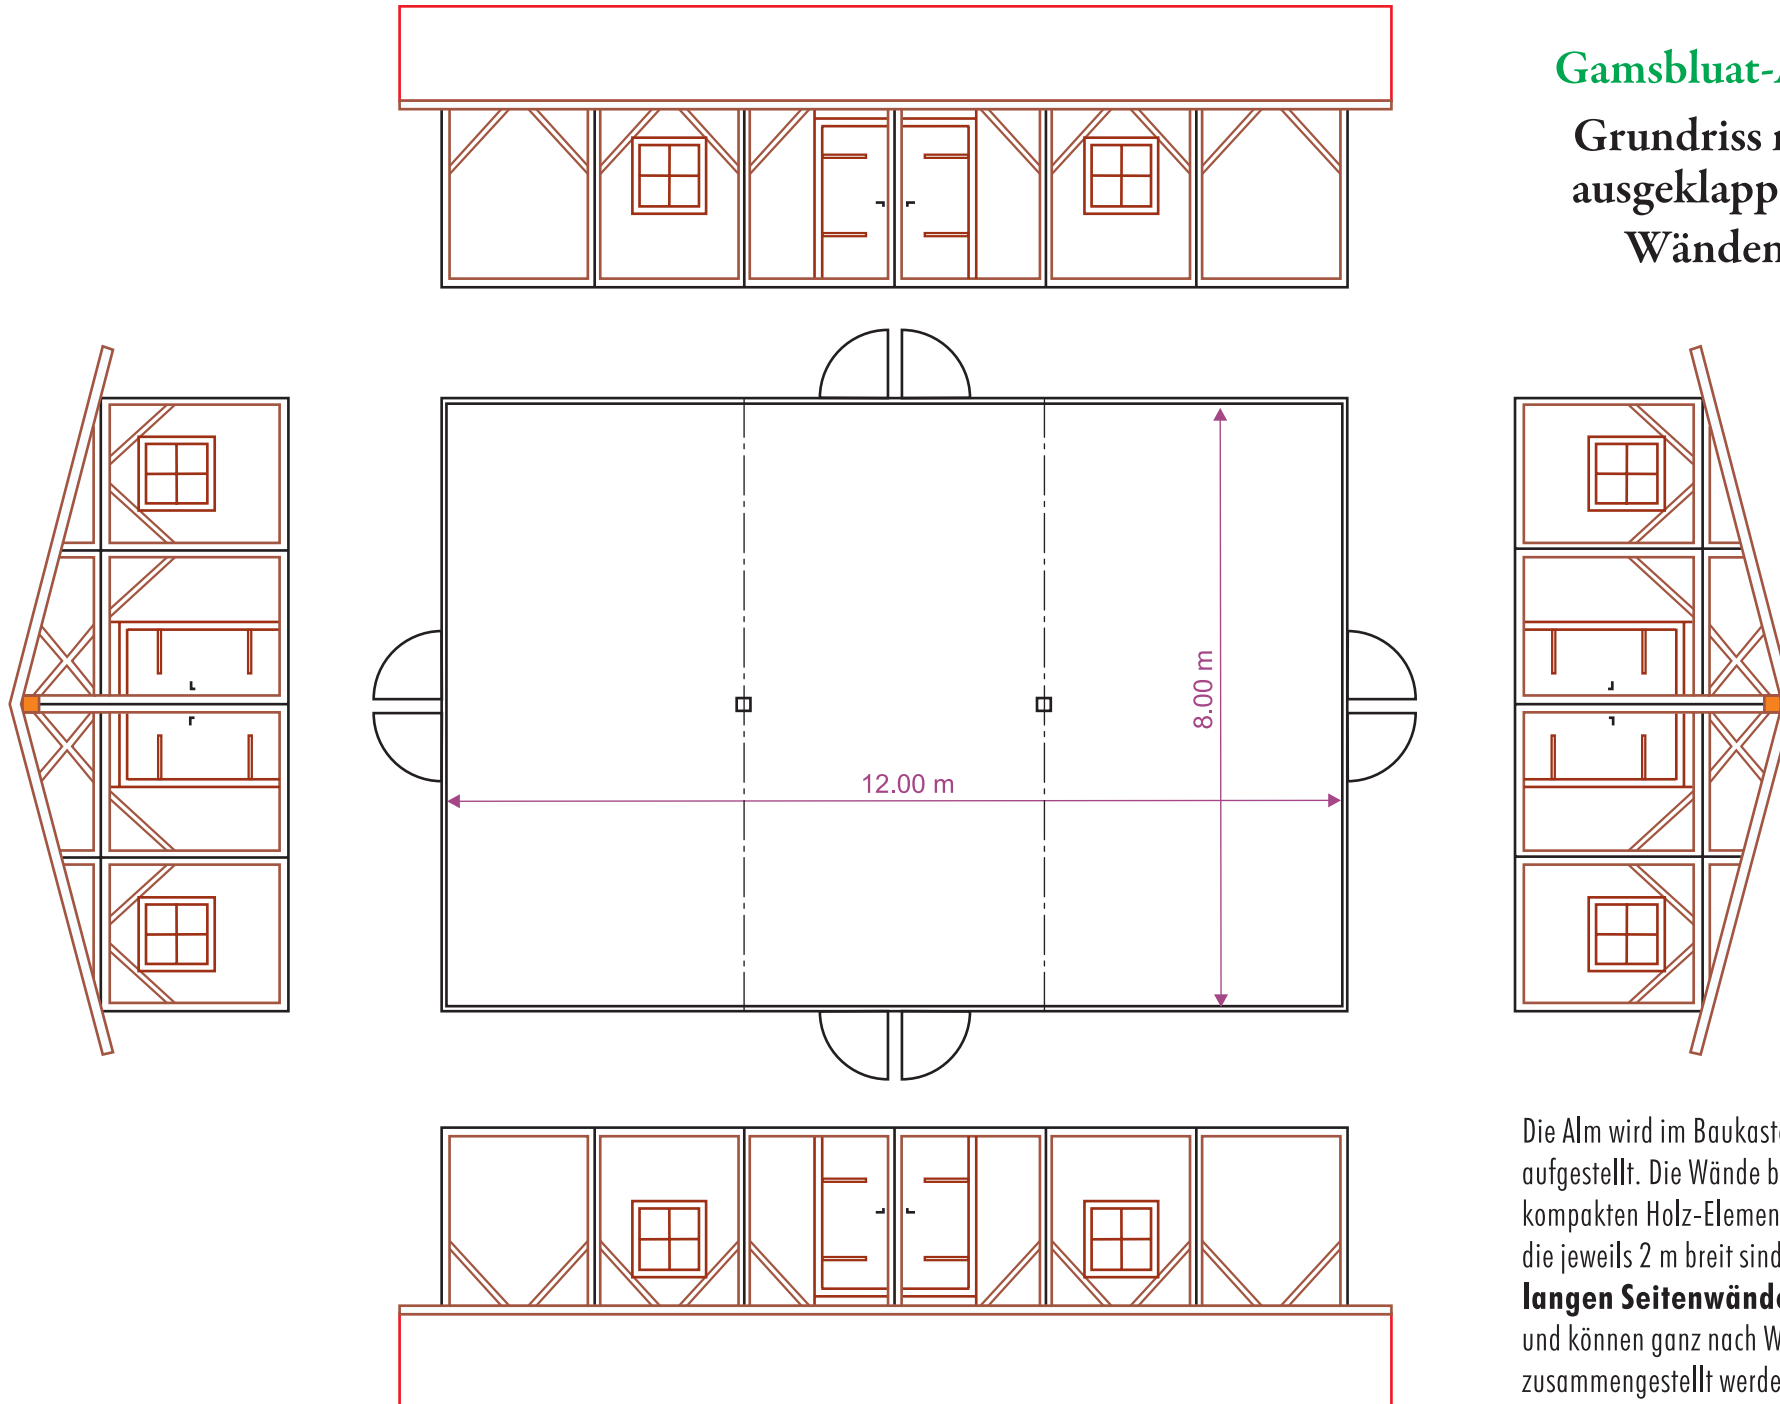 Gamsbluat-
Grundriss
ausgeklapp
Wänden
8.00 m
12.00 m
Die Alm wird im Baukast
aufgestellt. Die Wände b
kompakten Holz-Elemen
die jeweils 2 m breit sind
langen Seitenwände
und können ganz nach W
zusammengestellt werde